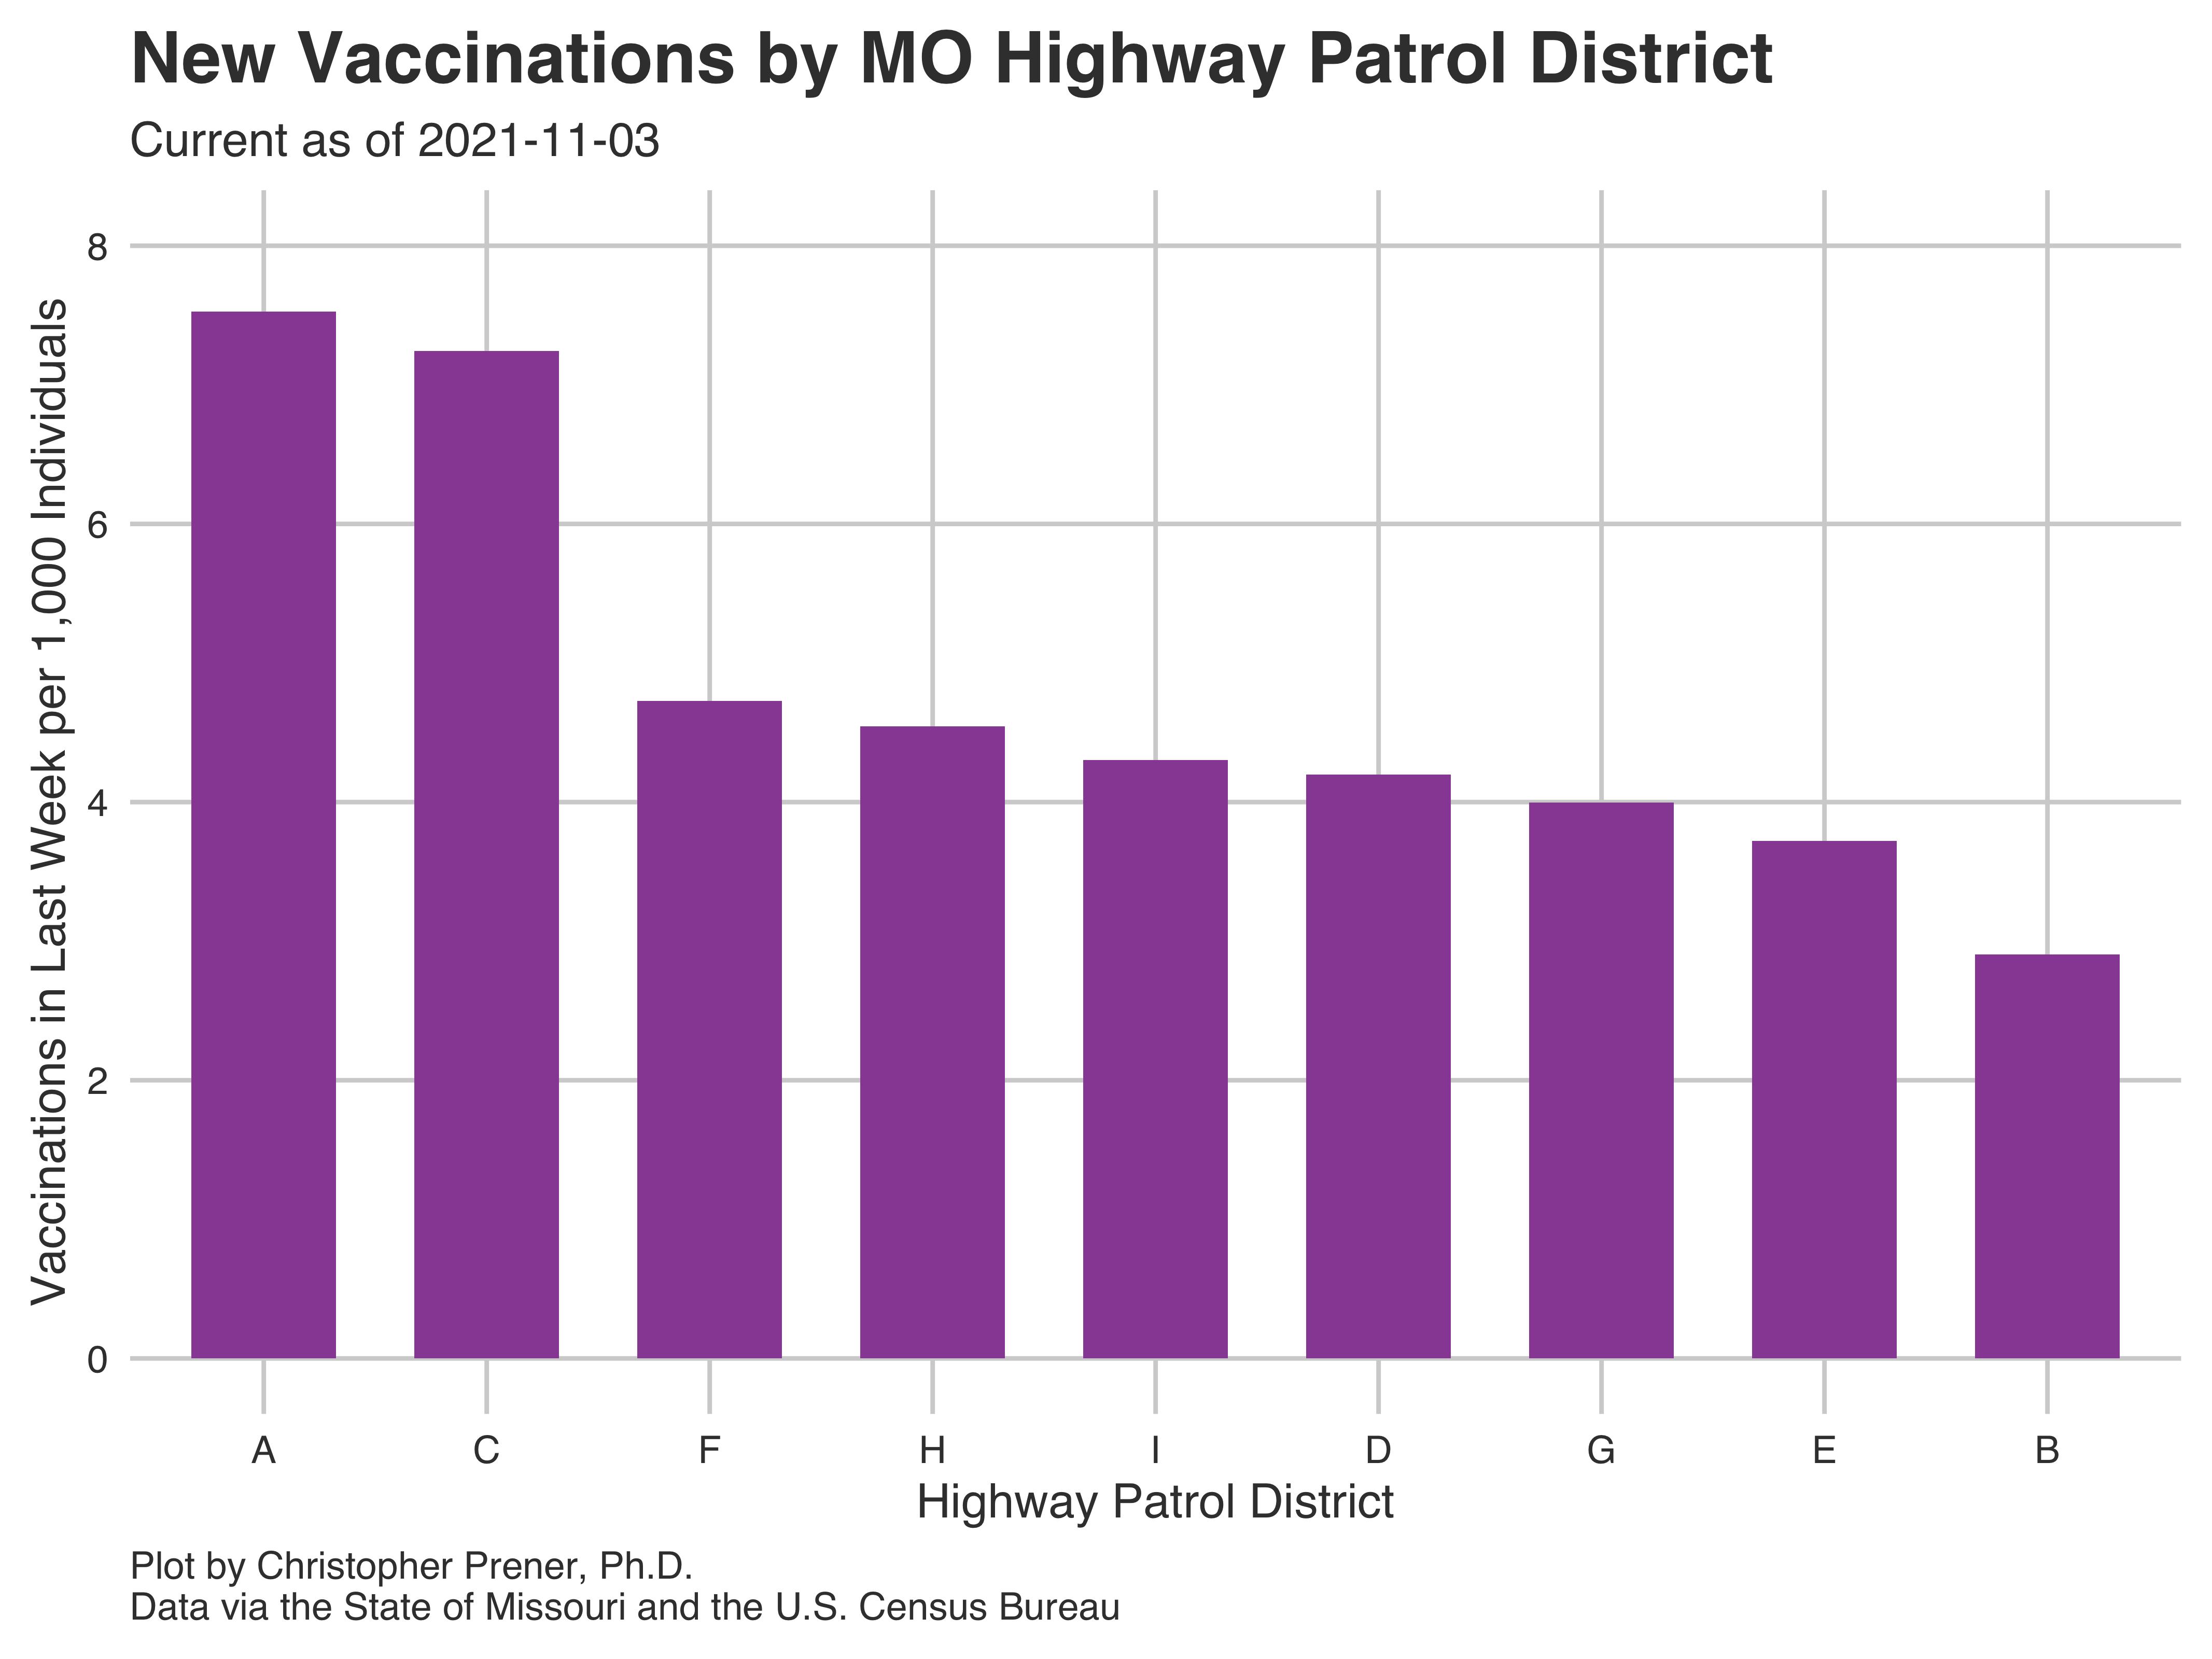 New Vaccinations by MO Highway Patrol District
Current as of 2021-11-03
Vaccinations in Last Week per 1,000 Individuals
8
6
4
2
0
A C F H I D G E B
Highway Patrol District
Plot by Christopher Prener, Ph.D.
Data via the State of Missouri and the U.S. Census Bureau